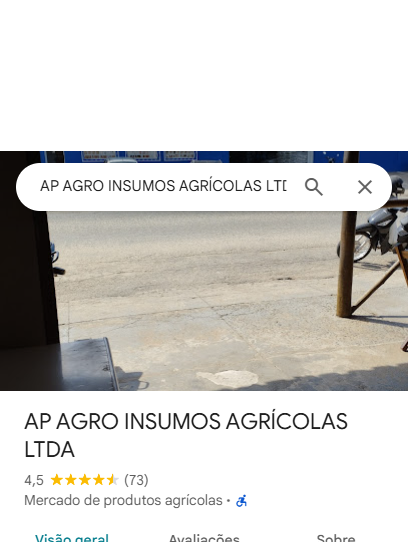 AP AGRO INSUMOS AGRÍCOLAS LTD
AP AGRO INSUMOS AGRÍCOLAS
LTDA
4,5 (73)
Mercado de produtos agrícolas ·
Visão geral Avaliações Sobre